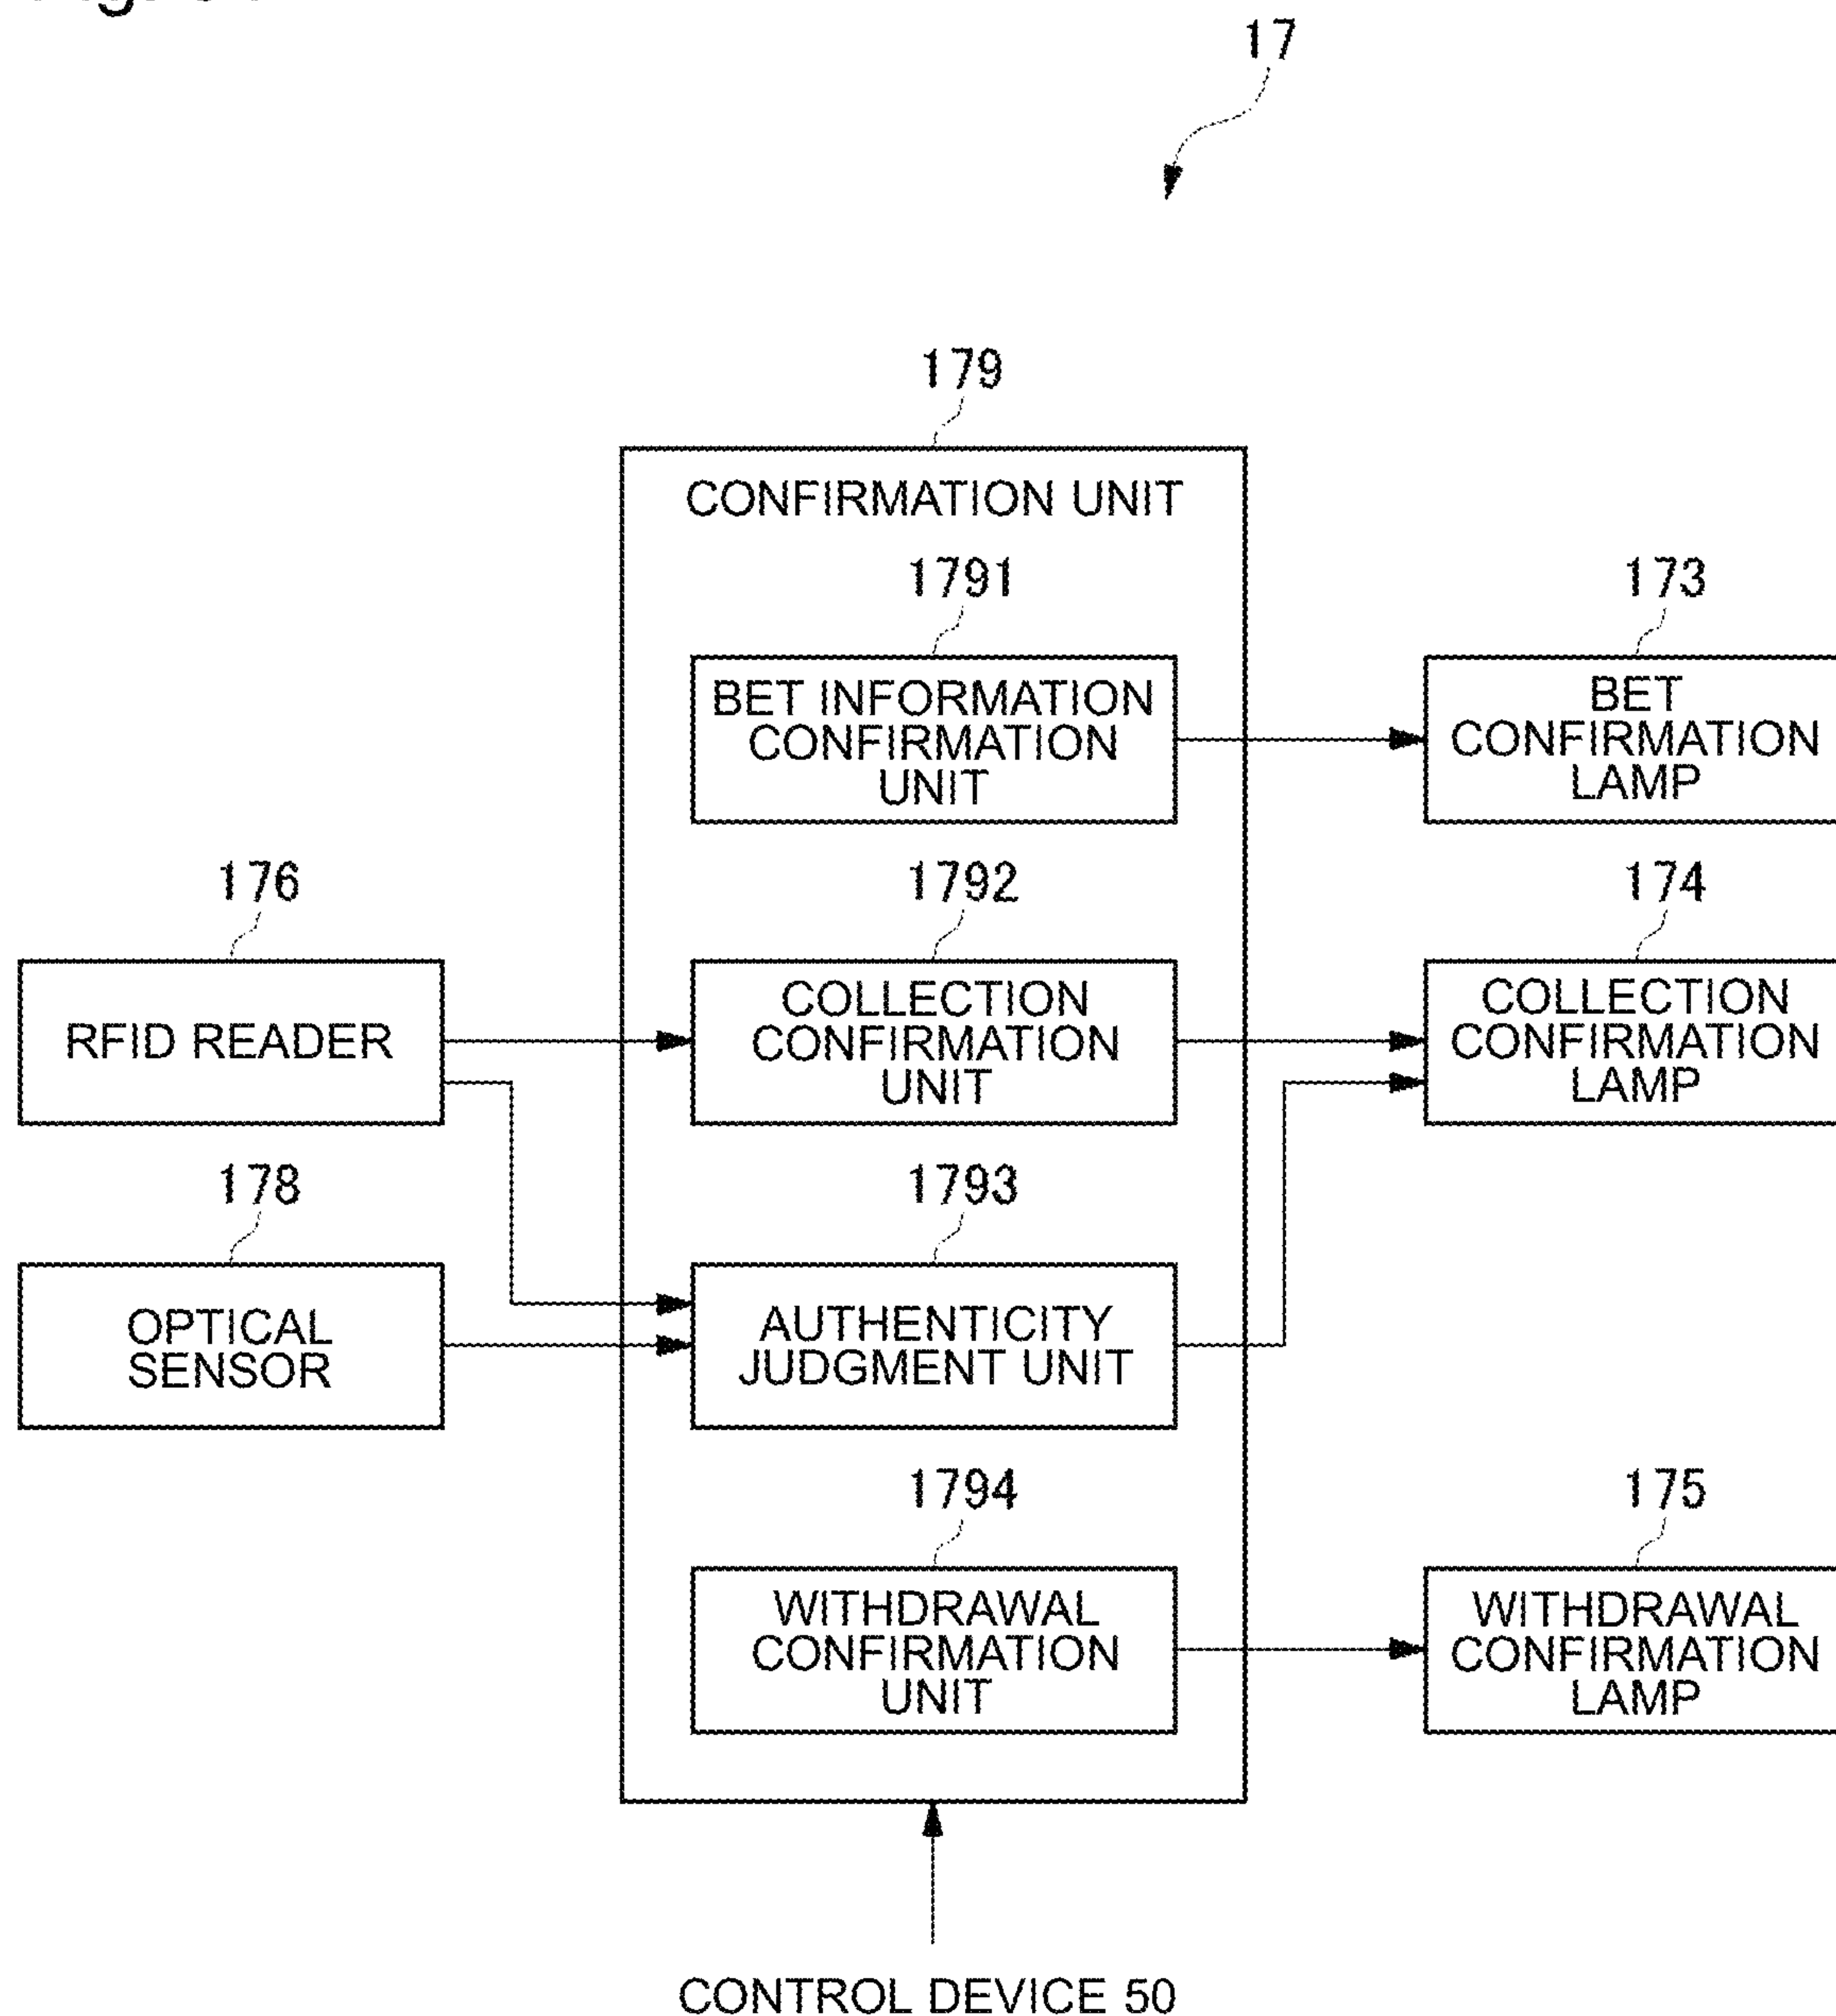 17
179
CONFIRMATION UNIT
1791
173
BET INFORMATION
CONFIRMATION
UNIT
BET
CONFIRMATION
LAMP
176
1792
174
RFID READER
COLLECTION
CONFIRMATION
UNIT
COLLECTION
CONFIRMATION
LAMP
178
1793
OPTICAL
SENSOR
AUTHENTICITY
JUDGMENT UNIT
1794
175
WITHDRAWAL
CONFIRMATION
UNIT
WITHDRAWAL
CONFIRMATION
LAMP
CONTROL DEVICE 50